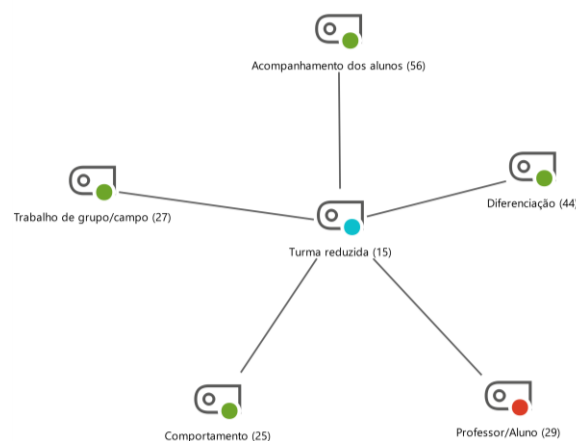 Acompanhamento dos alunos (56)
Trabalho de grupo/campo (27)
Diferenciação (44)
Turma reduzida (15)
Comportamento (25)
Professor/Aluno (29)